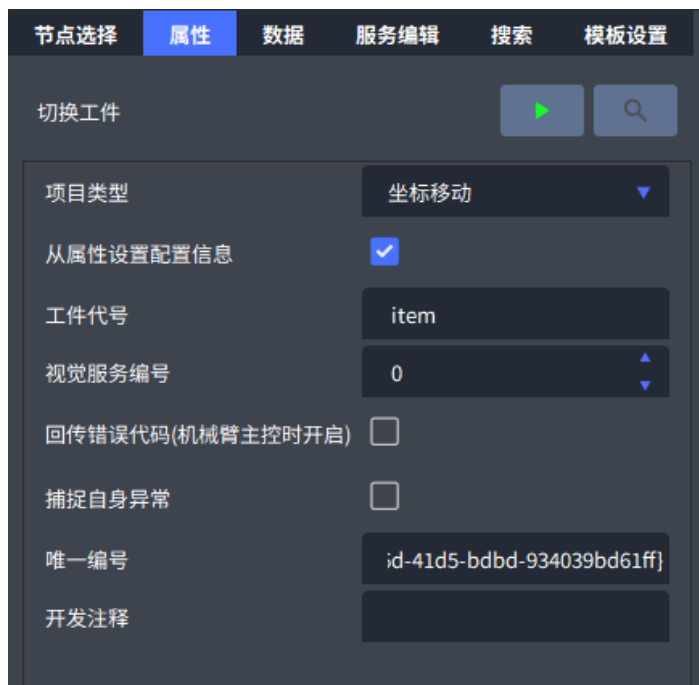 节点选择 属性 数据 服务编辑 搜索 模板设置
切换工件
项目类型 坐标移动
从属性设置配置信息
工件代号 item
视觉服务编号 0
回传错误代码(机械臂主控时开启)
捕捉自身异常
唯一编号 d-41d5-bdbd-934039bd61ff}
开发注释